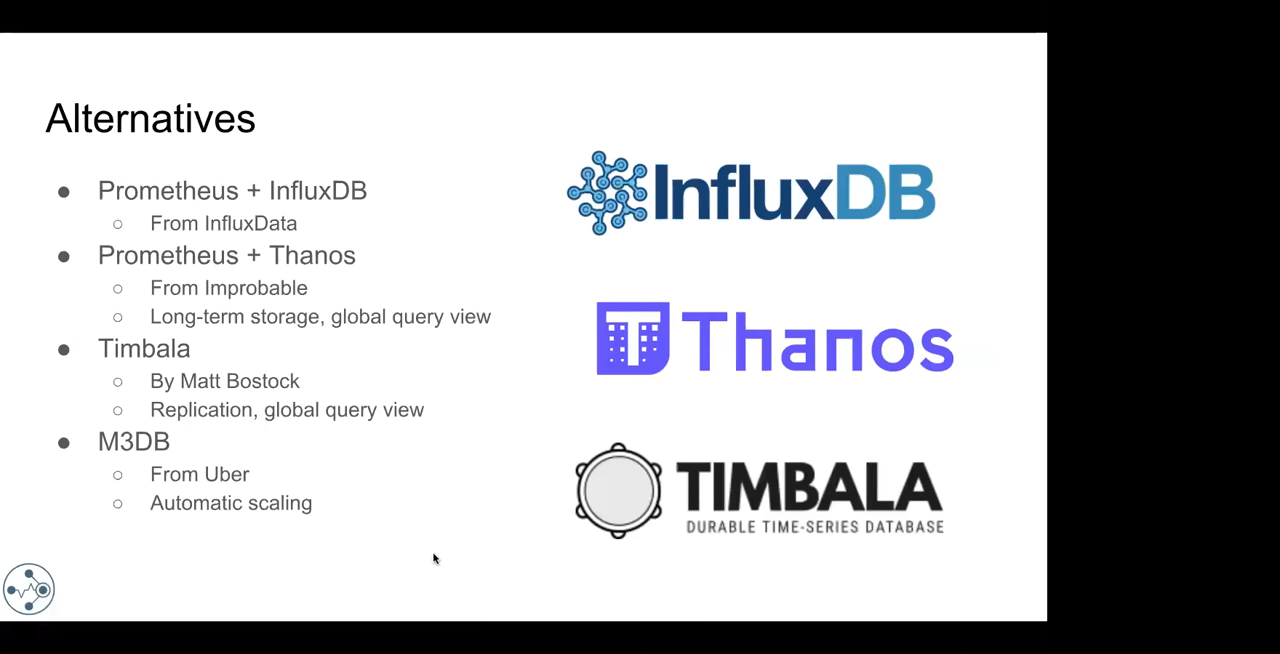 Alternatives
● Prometheus + InfluxDB
○ From InfluxData
● Prometheus + Thanos
○ From Improbable
○ Long-term storage, global query view
● Timbala
○ By Matt Bostock
○ Replication, global query view
● M3DB
○ From Uber
○ Automatic scaling
InfluxDB
Thanos
TIMBALA
DURABLE TIME-SERIES DATABASE